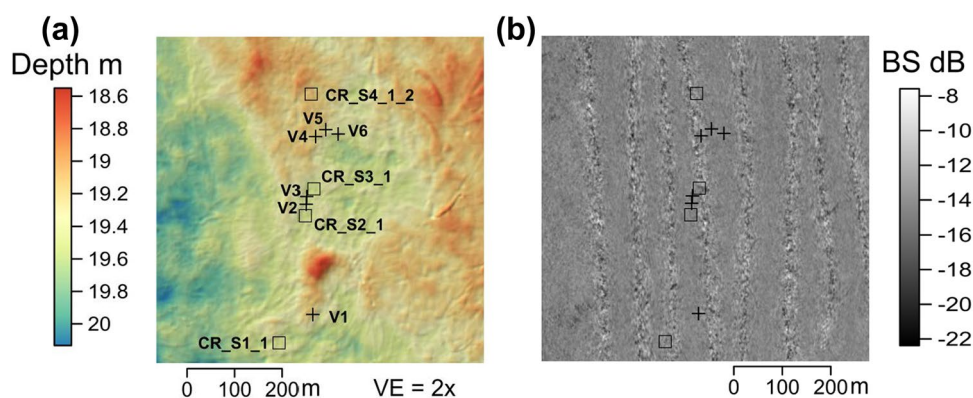 (a)
Depth m
18.6
18.8
19
19.2
19.4
19.6
19.8
20
CR_S4_1_2
V5
V4
V6
CR_S3_1
V3
V2
CR_S2_1
V1
CR_S1_1
0 100 200m
VE = 2x
(b)
BS dB
-8
-10
-12
-14
-16
-18
-20
-22
0 100 200m